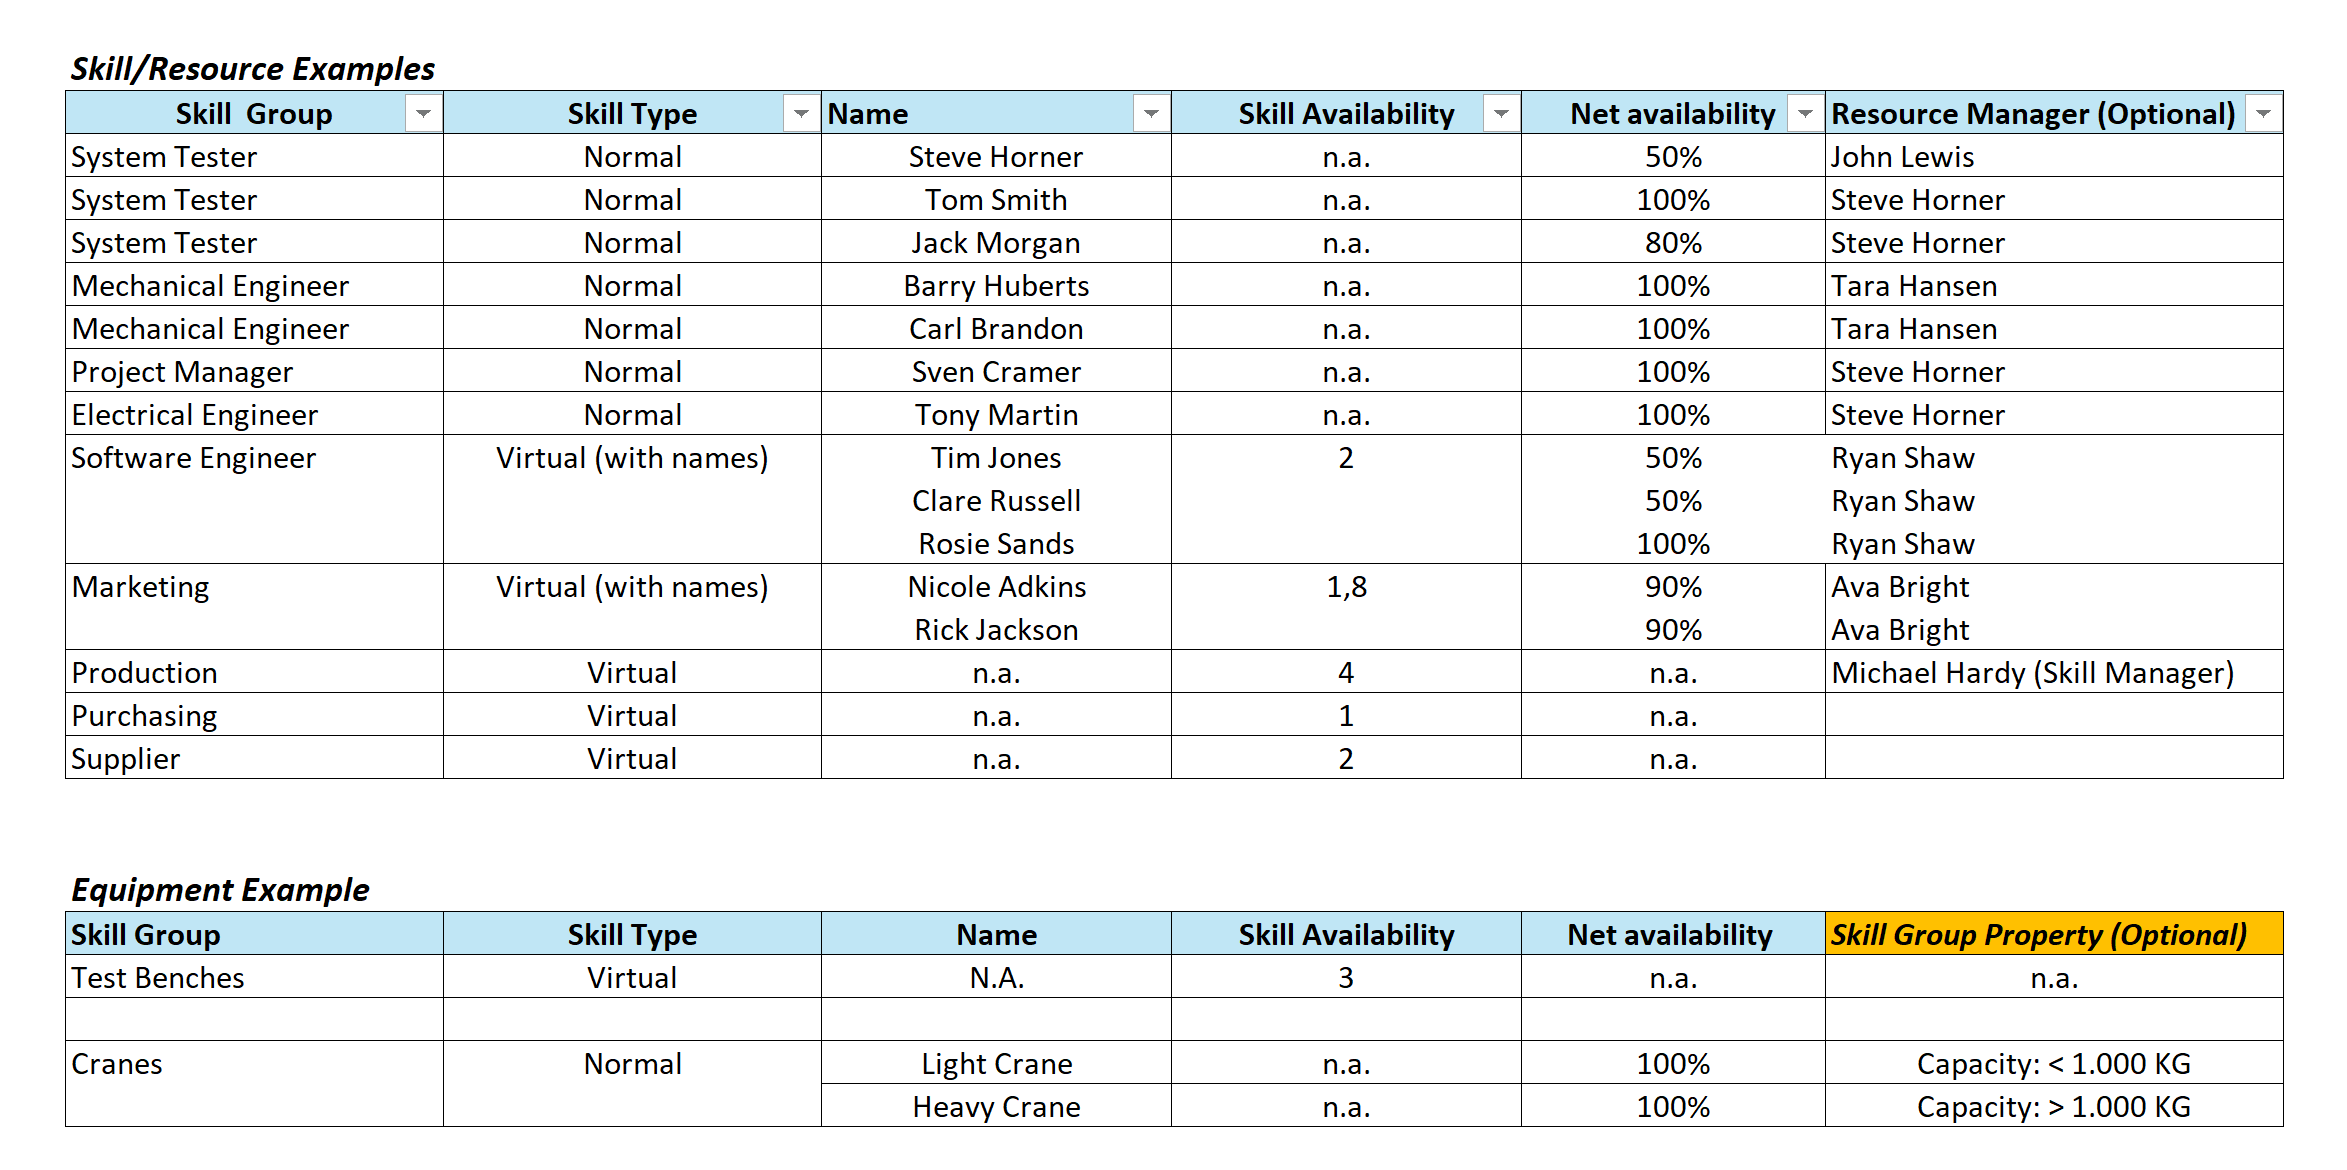 Skill/Resource Examples
Skill  Group Skill Type Name Skill Availability Net availability Resource Manager (Optional)
System Tester Normal Steve Horner n.a. 50% John Lewis
System Tester Normal Tom Smith n.a. 100% Steve Horner
System Tester Normal Jack Morgan n.a. 80% Steve Horner
Mechanical Engineer Normal Barry Huberts n.a. 100% Tara Hansen
Mechanical Engineer Normal Carl Brandon n.a. 100% Tara Hansen
Project Manager Normal Sven Cramer n.a. 100% Steve Horner
Electrical Engineer Normal Tony Martin n.a. 100% Steve Horner
Software Engineer Virtual (with names) Tim Jones 2 50% Ryan Shaw
Clare Russell 50% Ryan Shaw
Rosie Sands 100% Ryan Shaw
Marketing Virtual (with names) Nicole Adkins 1,8 90% Ava Bright
Rick Jackson 90% Ava Bright
Production Virtual n.a. 4 n.a. Michael Hardy (Skill Manager)
Purchasing Virtual n.a. 1 n.a.
Supplier Virtual n.a. 2 n.a.
Equipment Example
Skill Group Skill Type Name Skill Availability Net availability Skill Group Property (Optional)
Test Benches Virtual N.A. 3 n.a. n.a.
Cranes Normal Light Crane n.a. 100% Capacity: < 1.000 KG
Heavy Crane n.a. 100% Capacity: > 1.000 KG